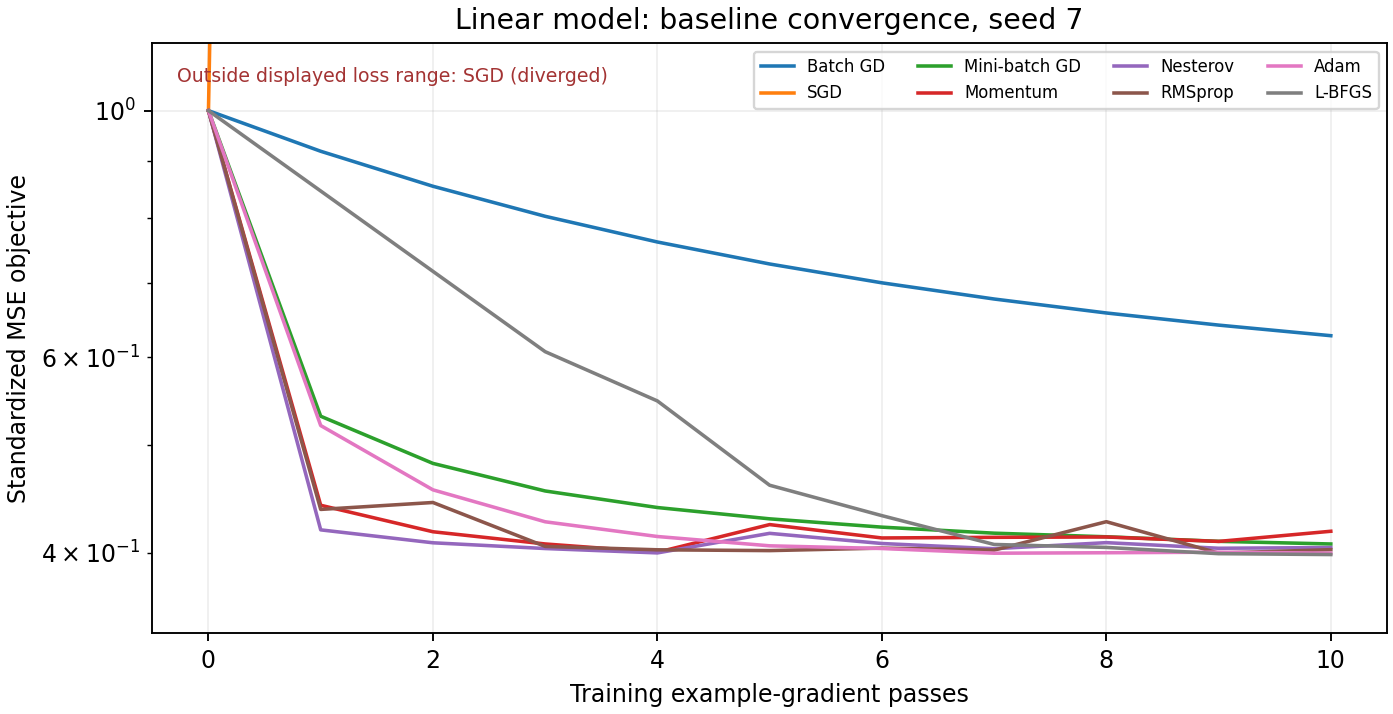 Linear model: baseline convergence, seed 7
Outside displayed loss range: SGD (diverged)
Batch GD
SGD
Mini-batch GD
Momentum
Nesterov
RMSprop
Adam
L-BFGS
Standardized MSE objective
10⁰
6 × 10⁻¹
4 × 10⁻¹
0 2 4 6 8 10
Training example-gradient passes